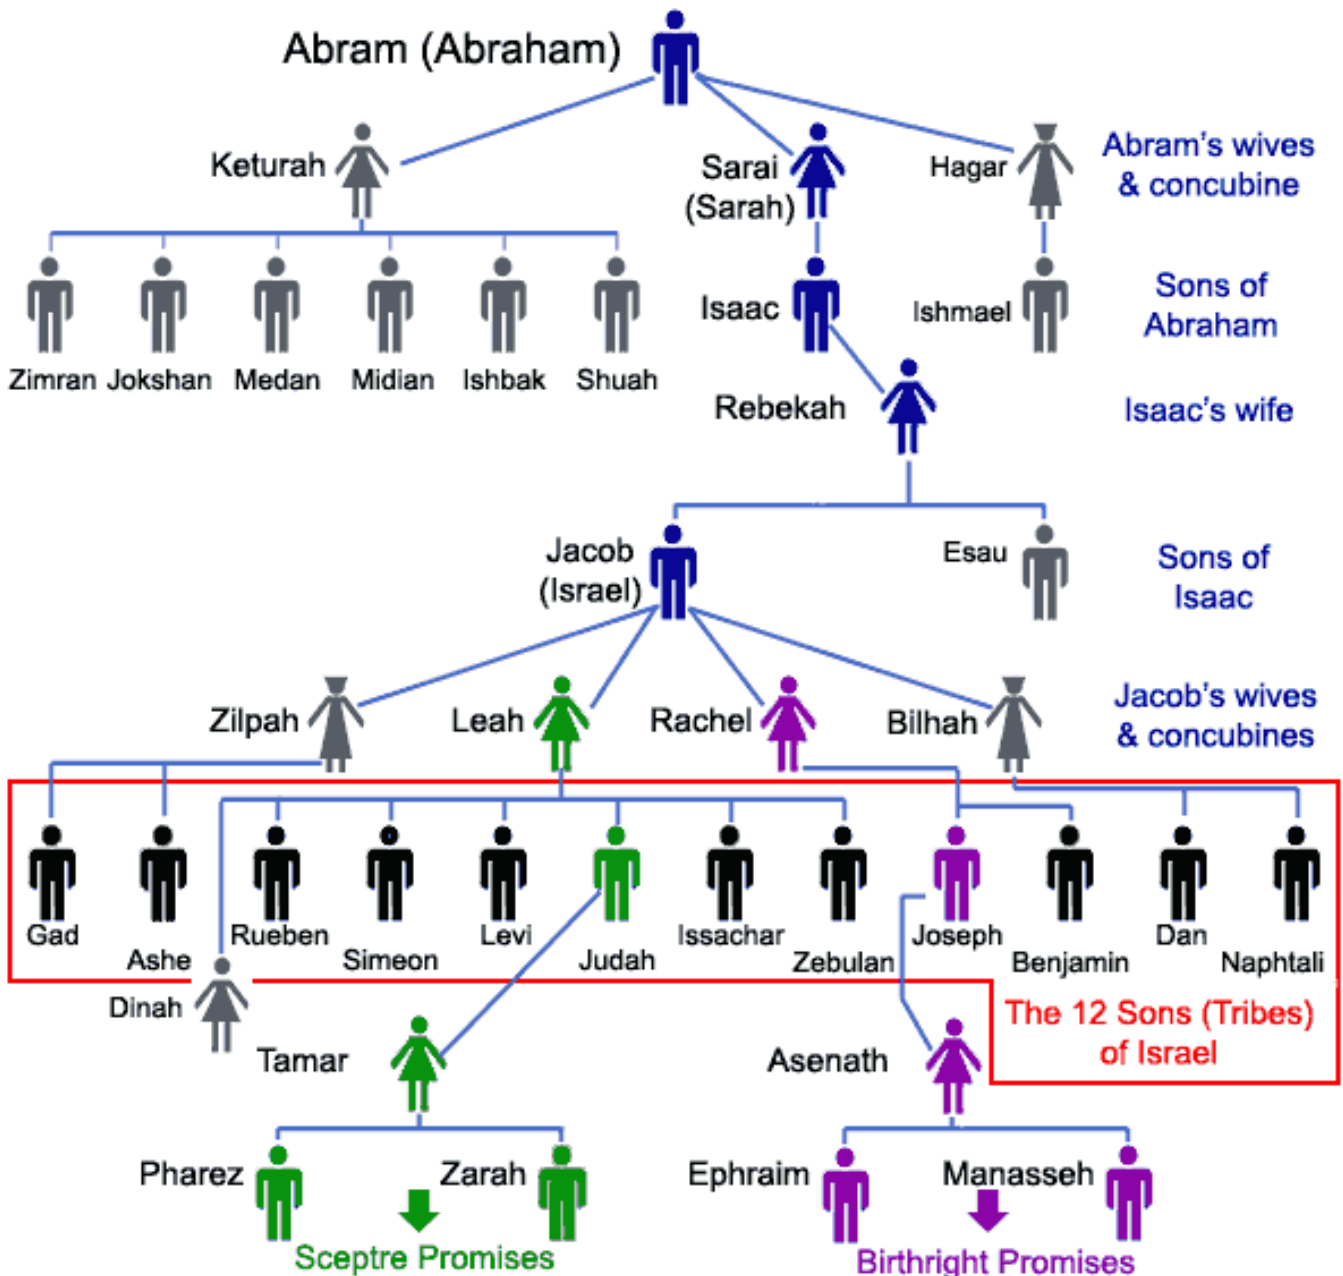 Abram (Abraham)
Keturah
Sarai
(Sarah)
Hagar
Abram's wives
& concubine
Zimran
Jokshan
Medan
Midian
Ishbak
Shuah
Isaac
Ishmael
Sons of
Abraham
Rebekah
Isaac's wife
Jacob
(Israel)
Esau
Sons of
Isaac
Zilpah
Leah
Rachel
Bilhah
Jacob's wives
& concubines
Gad
Ashe
Rueben
Simeon
Levi
Judah
Issachar
Zebulan
Joseph
Benjamin
Dan
Naphtali
Dinah
The 12 Sons (Tribes)
of Israel
Tamar
Asenath
Pharez
Zarah
Ephraim
Manasseh
Sceptre Promises
Birthright Promises